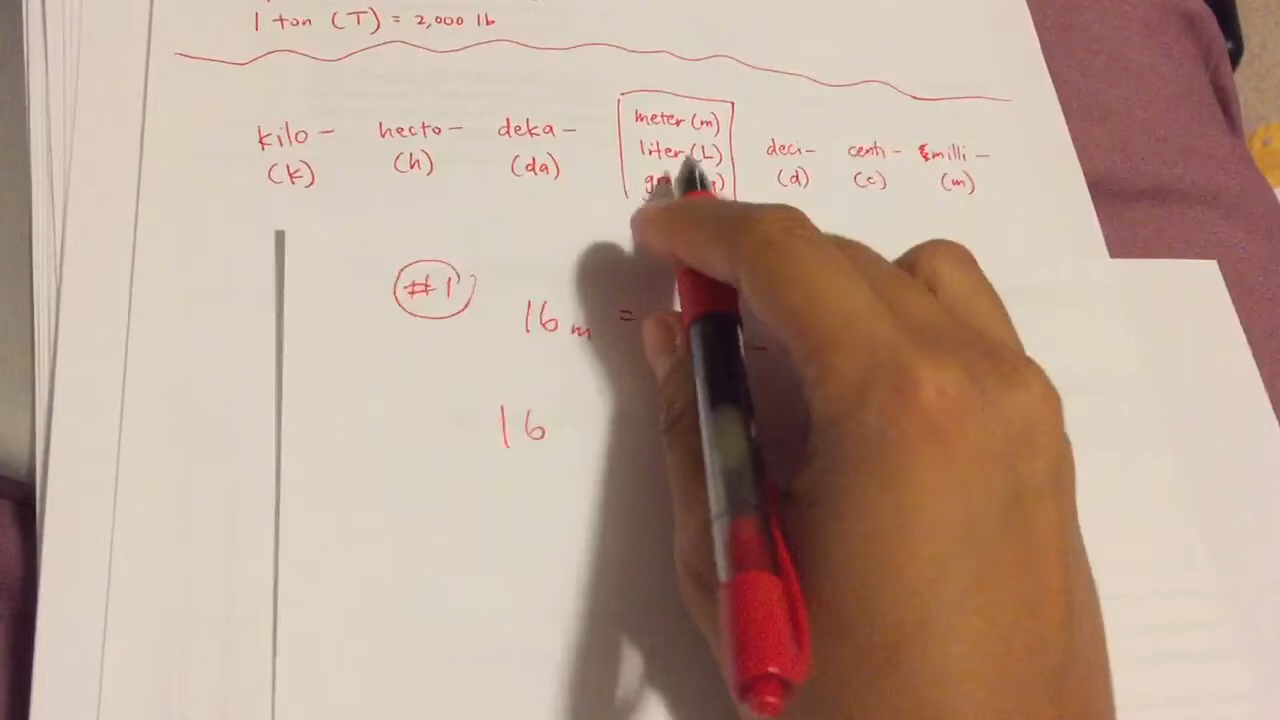 1 ton (T) = 2,000 lb
kilo- hecto- deka- meter (m) deci- centi- milli-
(k) (h) (da) liter (L) (d) (c) (m)
#1
16 m =
16